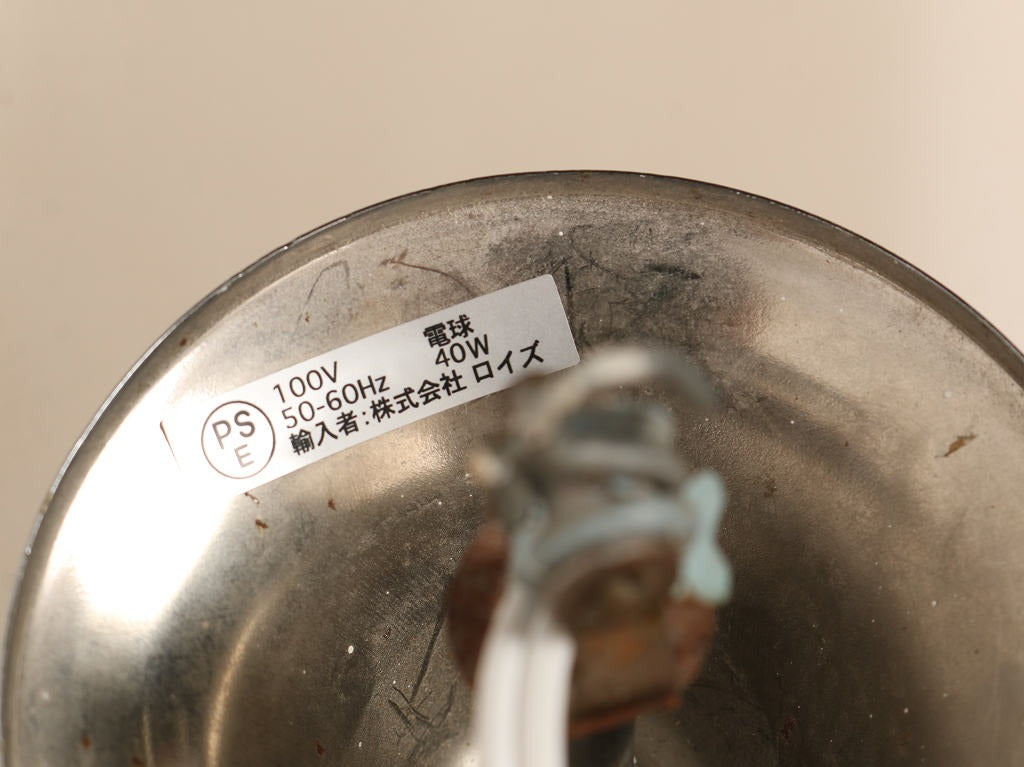 PS
E
100V 電球
50-60Hz 40W
輸入者:株式会社 ロイズ